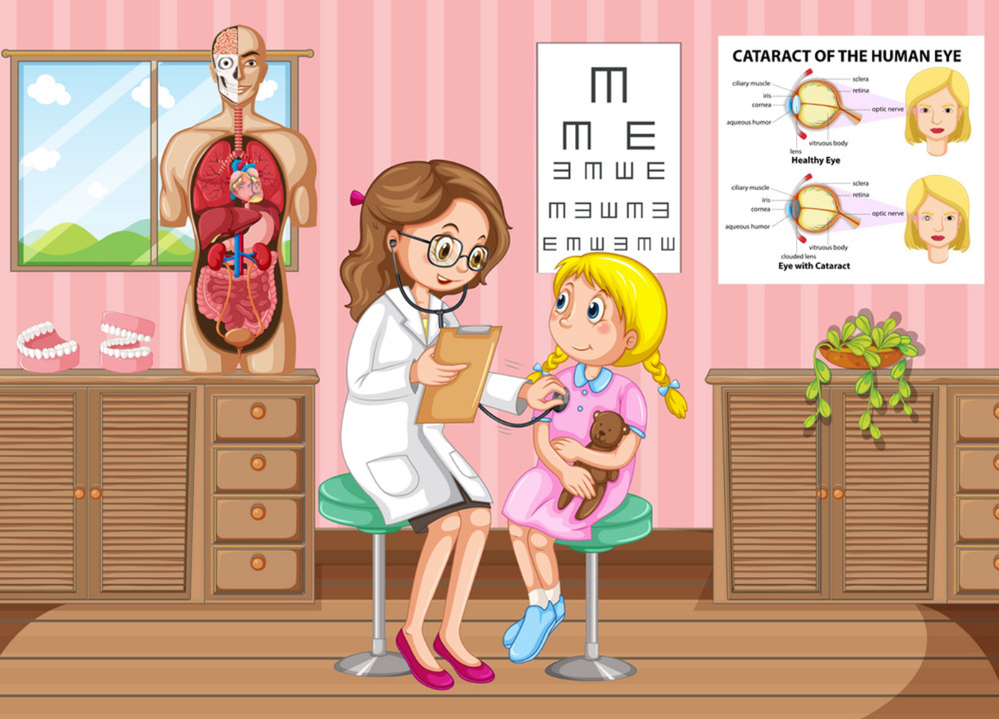 M
M E
Ǝ M Ш E
M Ǝ Ш M Ǝ
E M Ш Ǝ M Ш
CATARACT OF THE HUMAN EYE
ciliary muscle
iris
cornea
aqueous humor
lens
sclera
retina
optic nerve
vitruous body
Healthy Eye
ciliary muscle
iris
cornea
aqueous humor
clouded lens
sclera
retina
optic nerve
vitruous body
Eye with Cataract